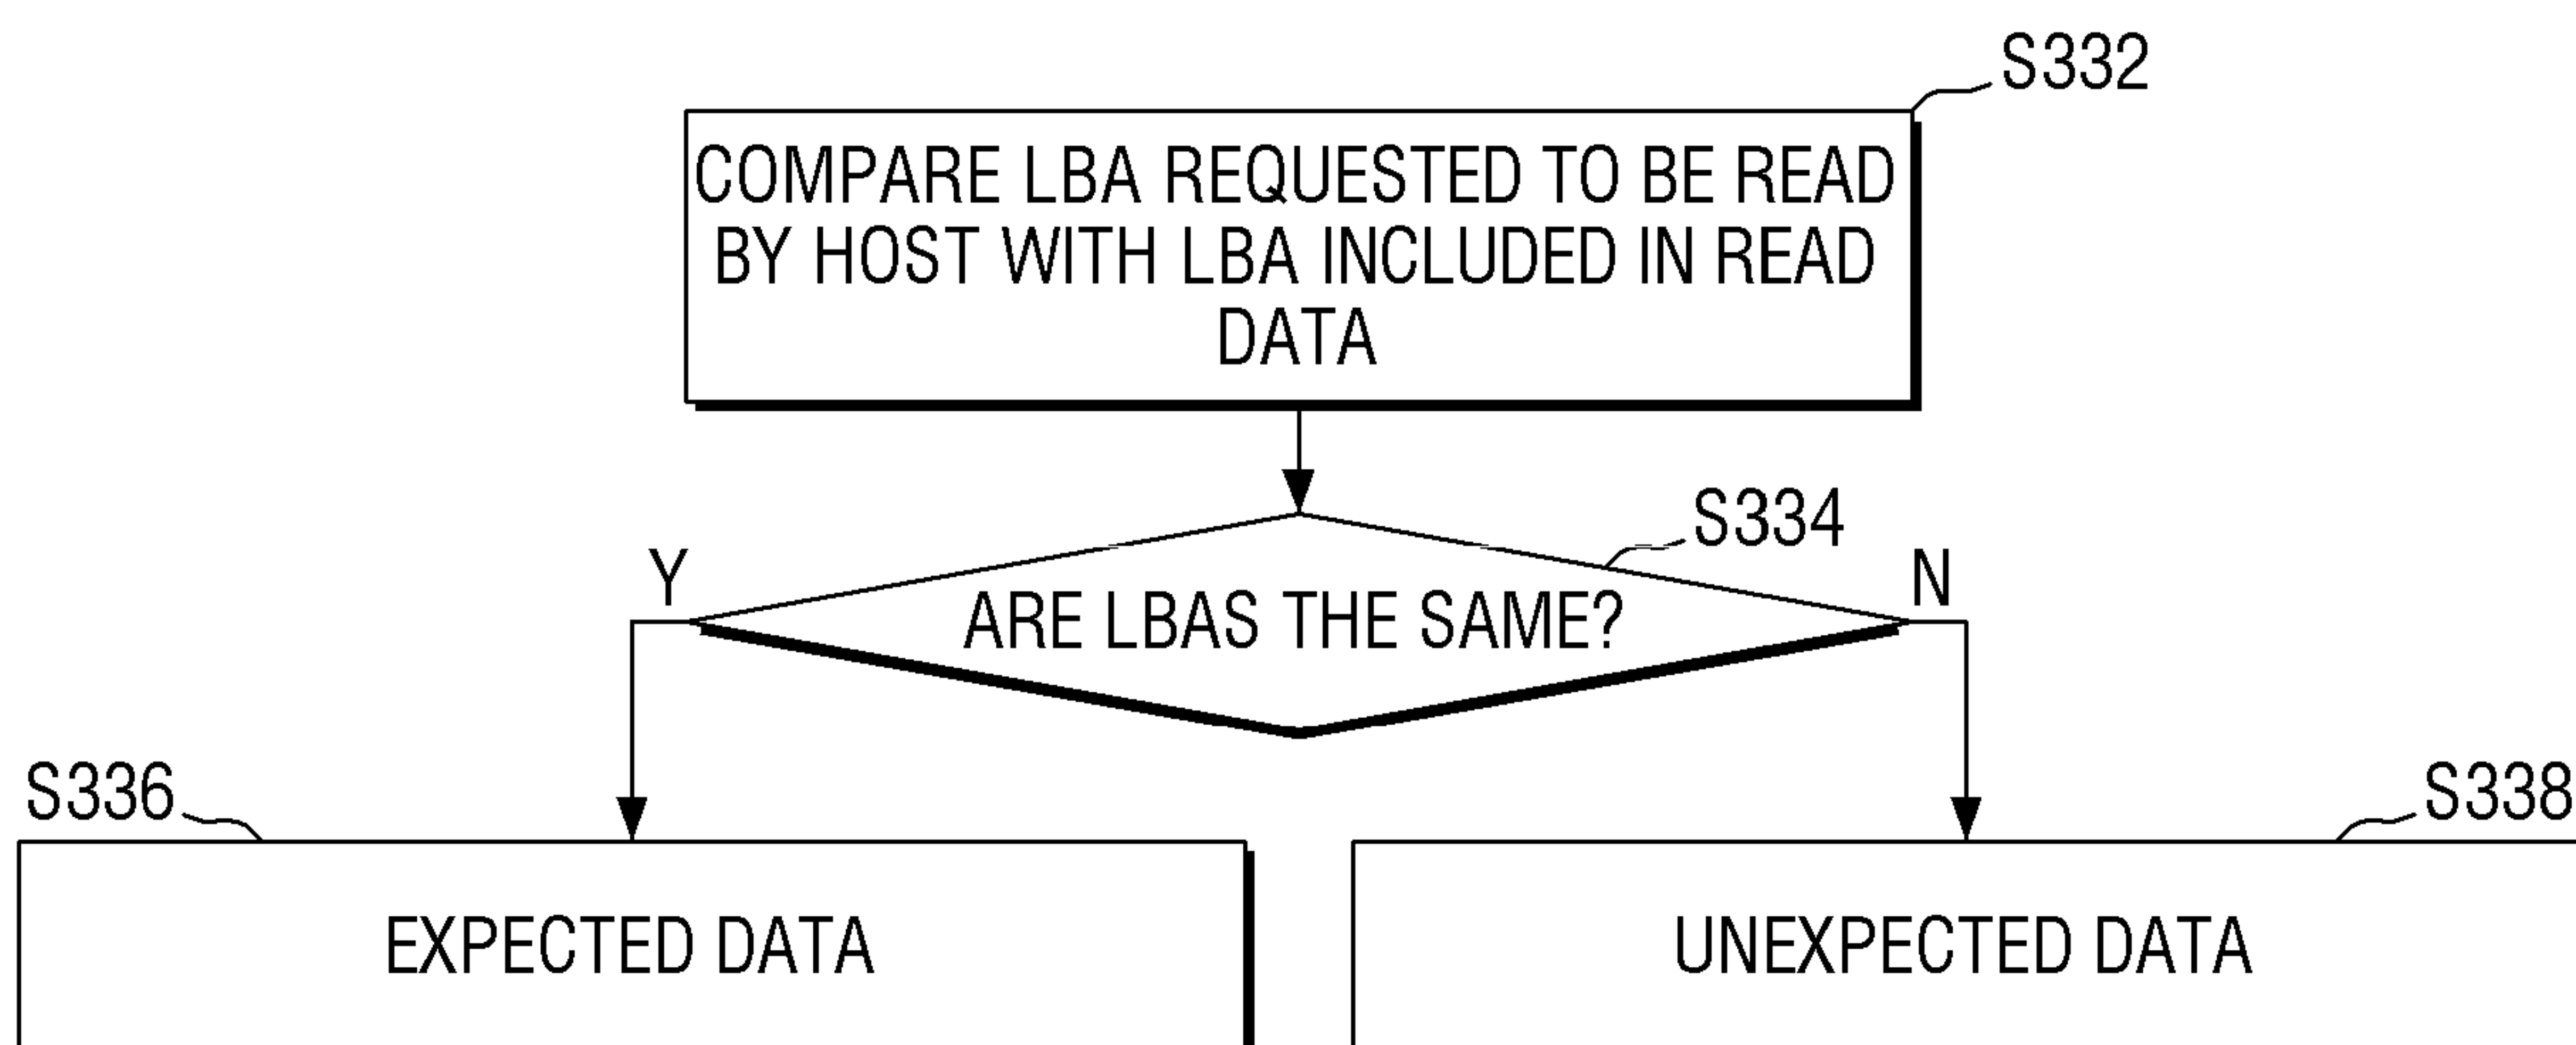 S332
COMPARE LBA REQUESTED TO BE READ
BY HOST WITH LBA INCLUDED IN READ
DATA
S334
Y
N
ARE LBAS THE SAME?
S336
S338
EXPECTED DATA
UNEXPECTED DATA